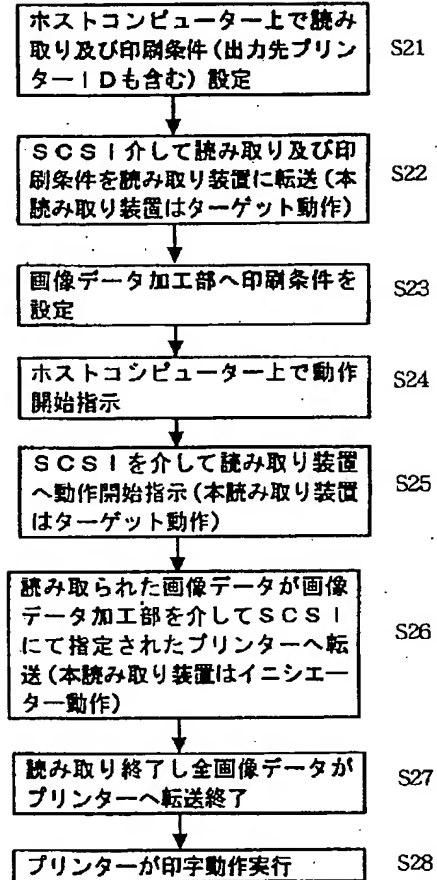 ホストコンピューター上で読み
取り及び印刷条件(出力先プリン
ターIDも含む)設定
S21
SCSI介して読み取り及び印
刷条件を読み取り装置に転送(本
読み取り装置はターゲット動作)
S22
画像データ加工部へ印刷条件を
設定
S23
ホストコンピューター上で動作
開始指示
S24
SCSIを介して読み取り装置
へ動作開始指示(本読み取り装置
はターゲット動作)
S25
読み取られた画像データが画像
データ加工部を介してSCSI
にて指定されたプリンターへ転
送(本読み取り装置はイニシエー
ター動作)
S26
読み取り終了し全画像データが
プリンターへ転送終了
S27
プリンターが印字動作実行
S28